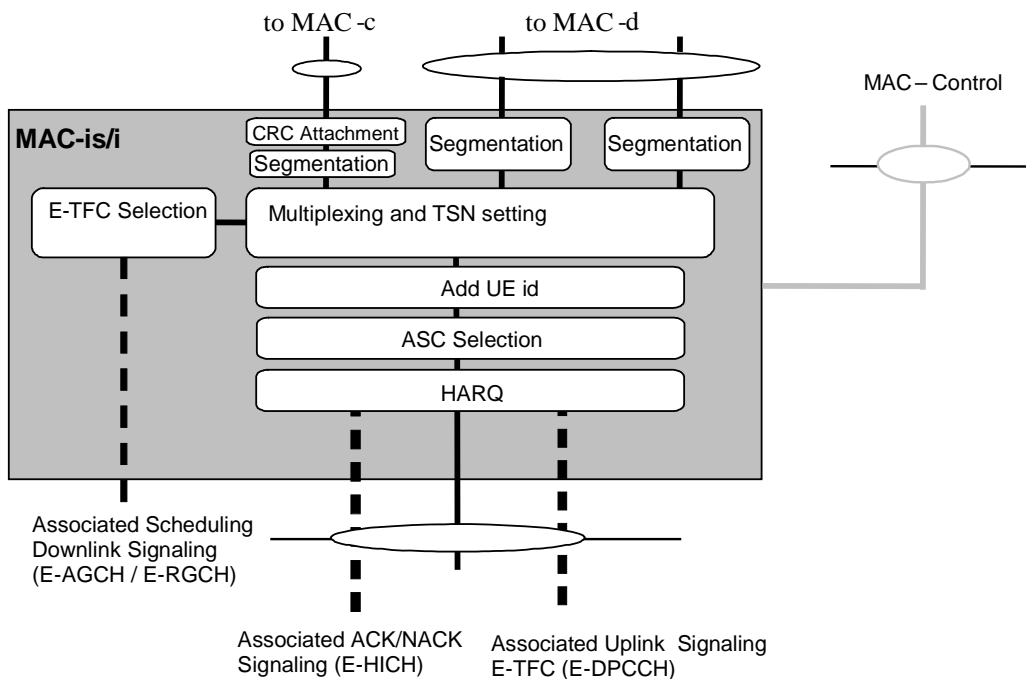 to MAC -c
to MAC -d
MAC – Control
MAC-is/i
CRC Attachment
Segmentation
Segmentation
Segmentation
E-TFC Selection
Multiplexing and TSN setting
Add UE id
ASC Selection
HARQ
Associated Scheduling
Downlink Signaling
(E-AGCH / E-RGCH)
Associated ACK/NACK
Signaling (E-HICH)
Associated Uplink Signaling
E-TFC (E-DPCCH)